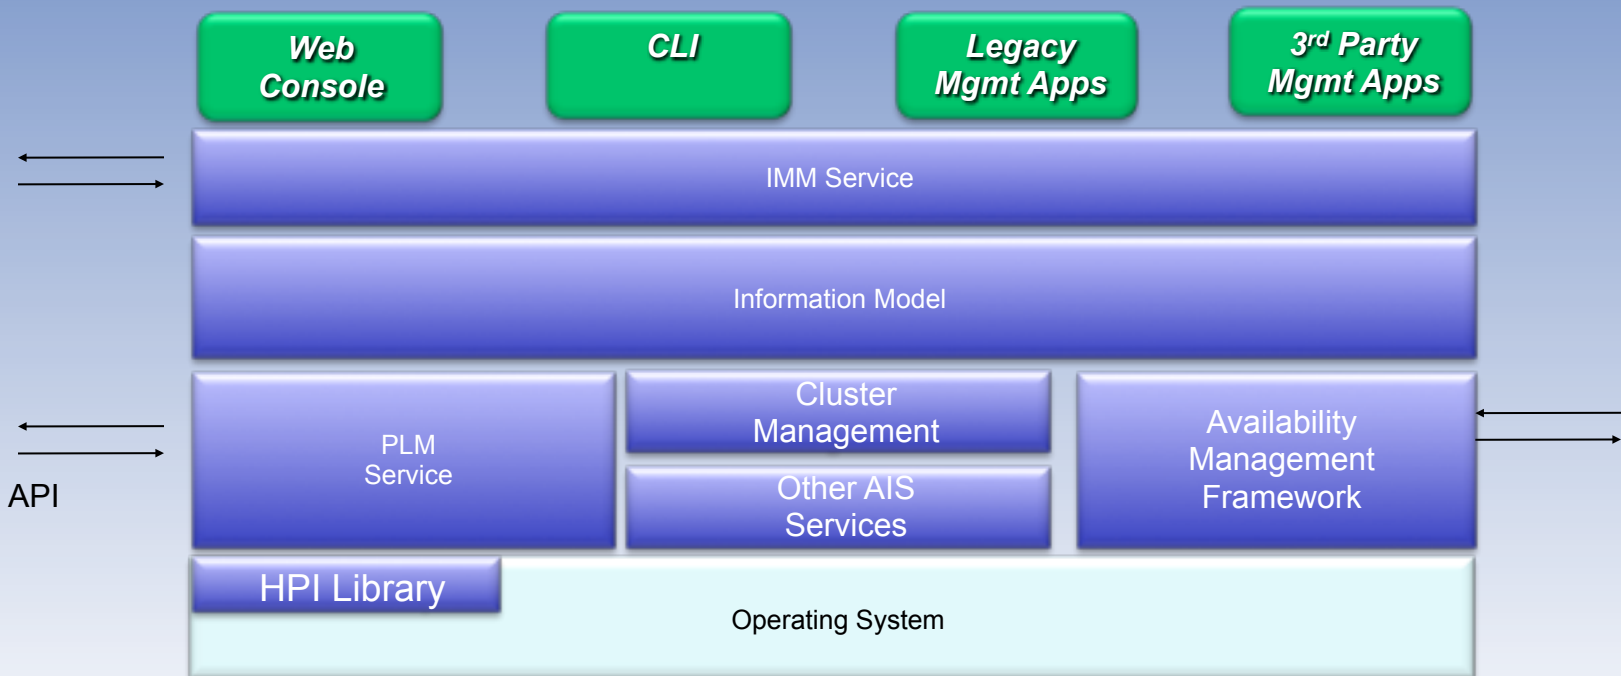 Web
Console
CLI
Legacy
Mgmt Apps
3rd Party
Mgmt Apps
IMM Service
Information Model
PLM
Service
Cluster
Management
Other AIS
Services
Availability
Management
Framework
API
HPI Library
Operating System